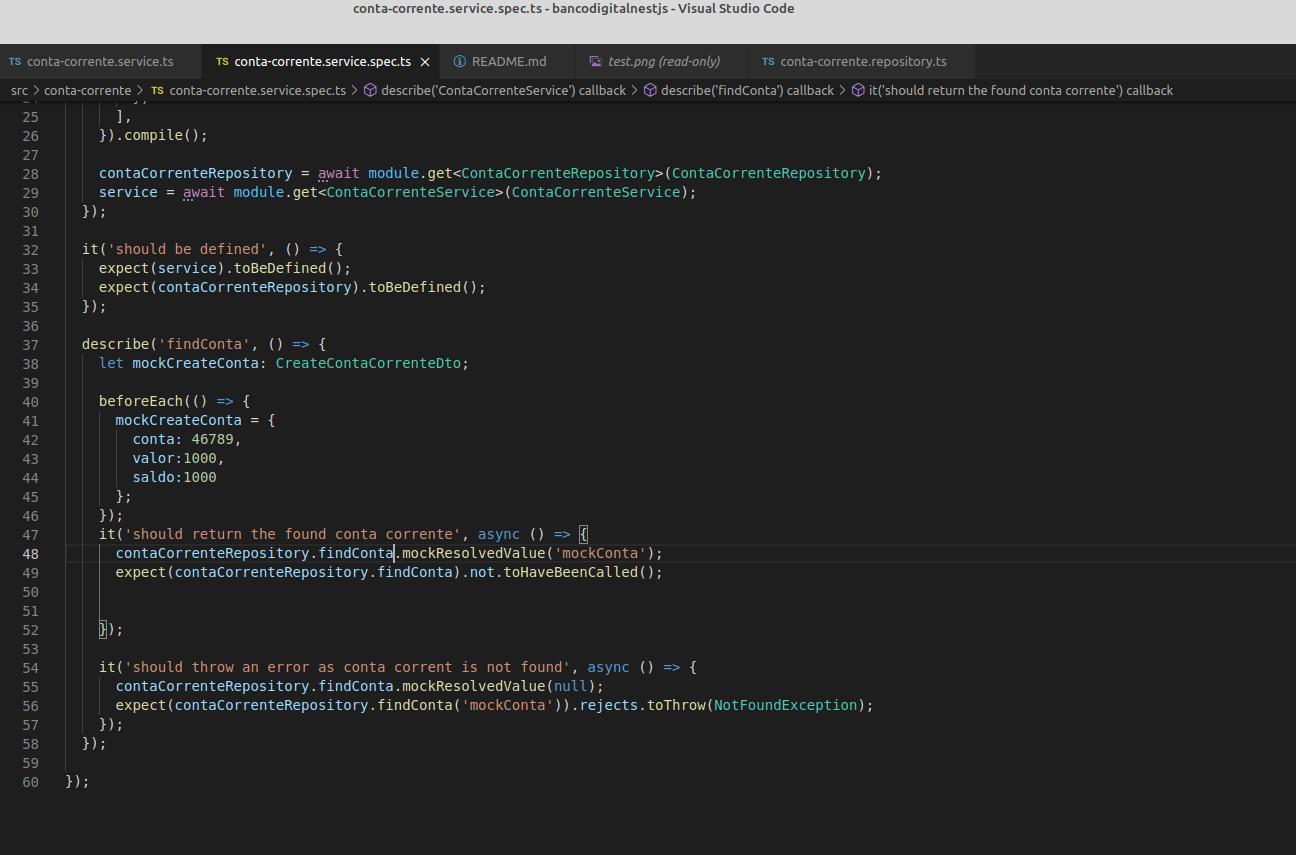 conta-corrente.service.spec.ts - bancodigitalnestjs - Visual Studio Code
TS conta-corrente.service.ts TS conta-corrente.service.spec.ts × README.md test.png (read-only) TS conta-corrente.repository.ts
src > conta-corrente > TS conta-corrente.service.spec.ts > describe('ContaCorrenteService') callback > describe('findConta') callback > it('should return the found conta corrente') callback
25 ],
26 }).compile();
27
28 contaCorrenteRepository = await module.get<ContaCorrenteRepository>(ContaCorrenteRepository);
29 service = await module.get<ContaCorrenteService>(ContaCorrenteService);
30 });
31
32 it('should be defined', () => {
33 expect(service).toBeDefined();
34 expect(contaCorrenteRepository).toBeDefined();
35 });
36
37 describe('findConta', () => {
38 let mockCreateConta: CreateContaCorrenteDto;
39
40 beforeEach(() => {
41 mockCreateConta = {
42 conta: 46789,
43 valor:1000,
44 saldo:1000
45 };
46 });
47 it('should return the found conta corrente', async () => {
48 contaCorrenteRepository.findConta.mockResolvedValue('mockConta');
49 expect(contaCorrenteRepository.findConta).not.toHaveBeenCalled();
50
51
52 });
53
54 it('should throw an error as conta corrent is not found', async () => {
55 contaCorrenteRepository.findConta.mockResolvedValue(null);
56 expect(contaCorrenteRepository.findConta('mockConta')).rejects.toThrow(NotFoundException);
57 });
58 });
59
60 });